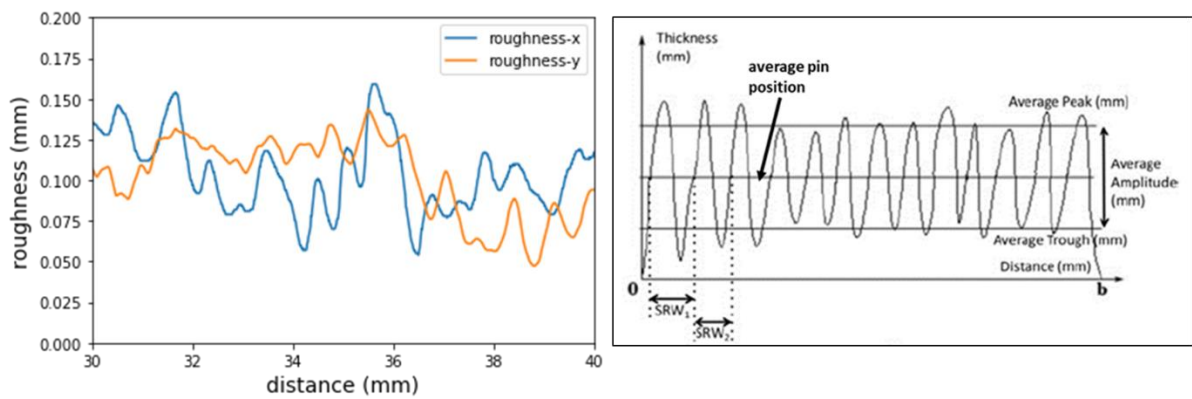 0.200
0.175
0.150
0.125
0.100
0.075
0.050
0.025
0.000
roughness (mm)
30
32
34
36
38
40
distance (mm)
roughness-x
roughness-y
Thickness
(mm)
average pin
position
Average Peak (mm)
Average
Amplitude
(mm)
Average Trough (mm)
Distance (mm)
0
b
SRW₁
SRW₂